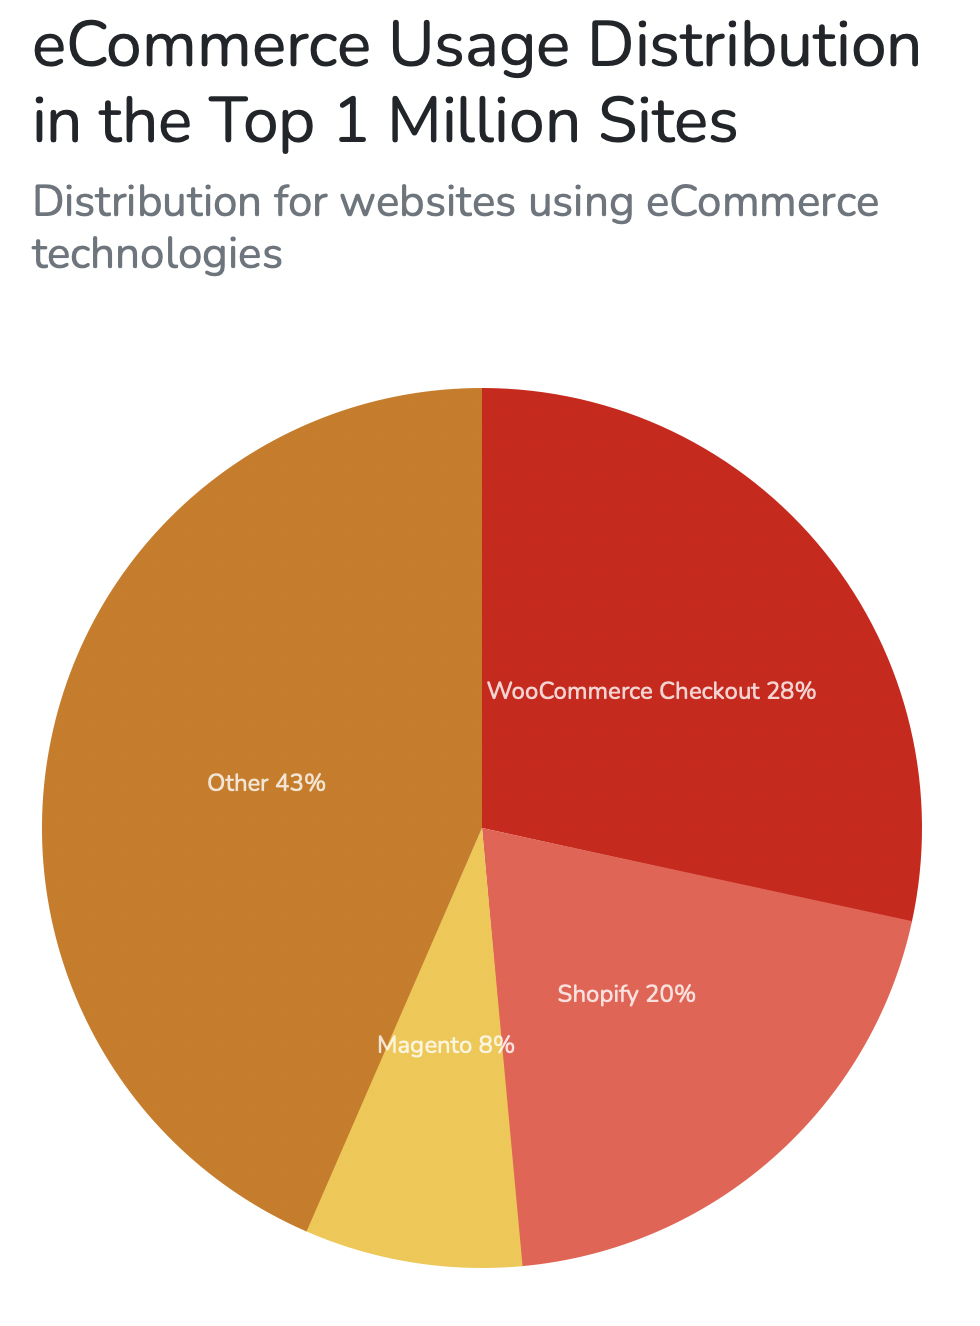 eCommerce Usage Distribution
in the Top 1 Million Sites
Distribution for websites using eCommerce
technologies
WooCommerce Checkout 28%
Other 43%
Shopify 20%
Magento 8%